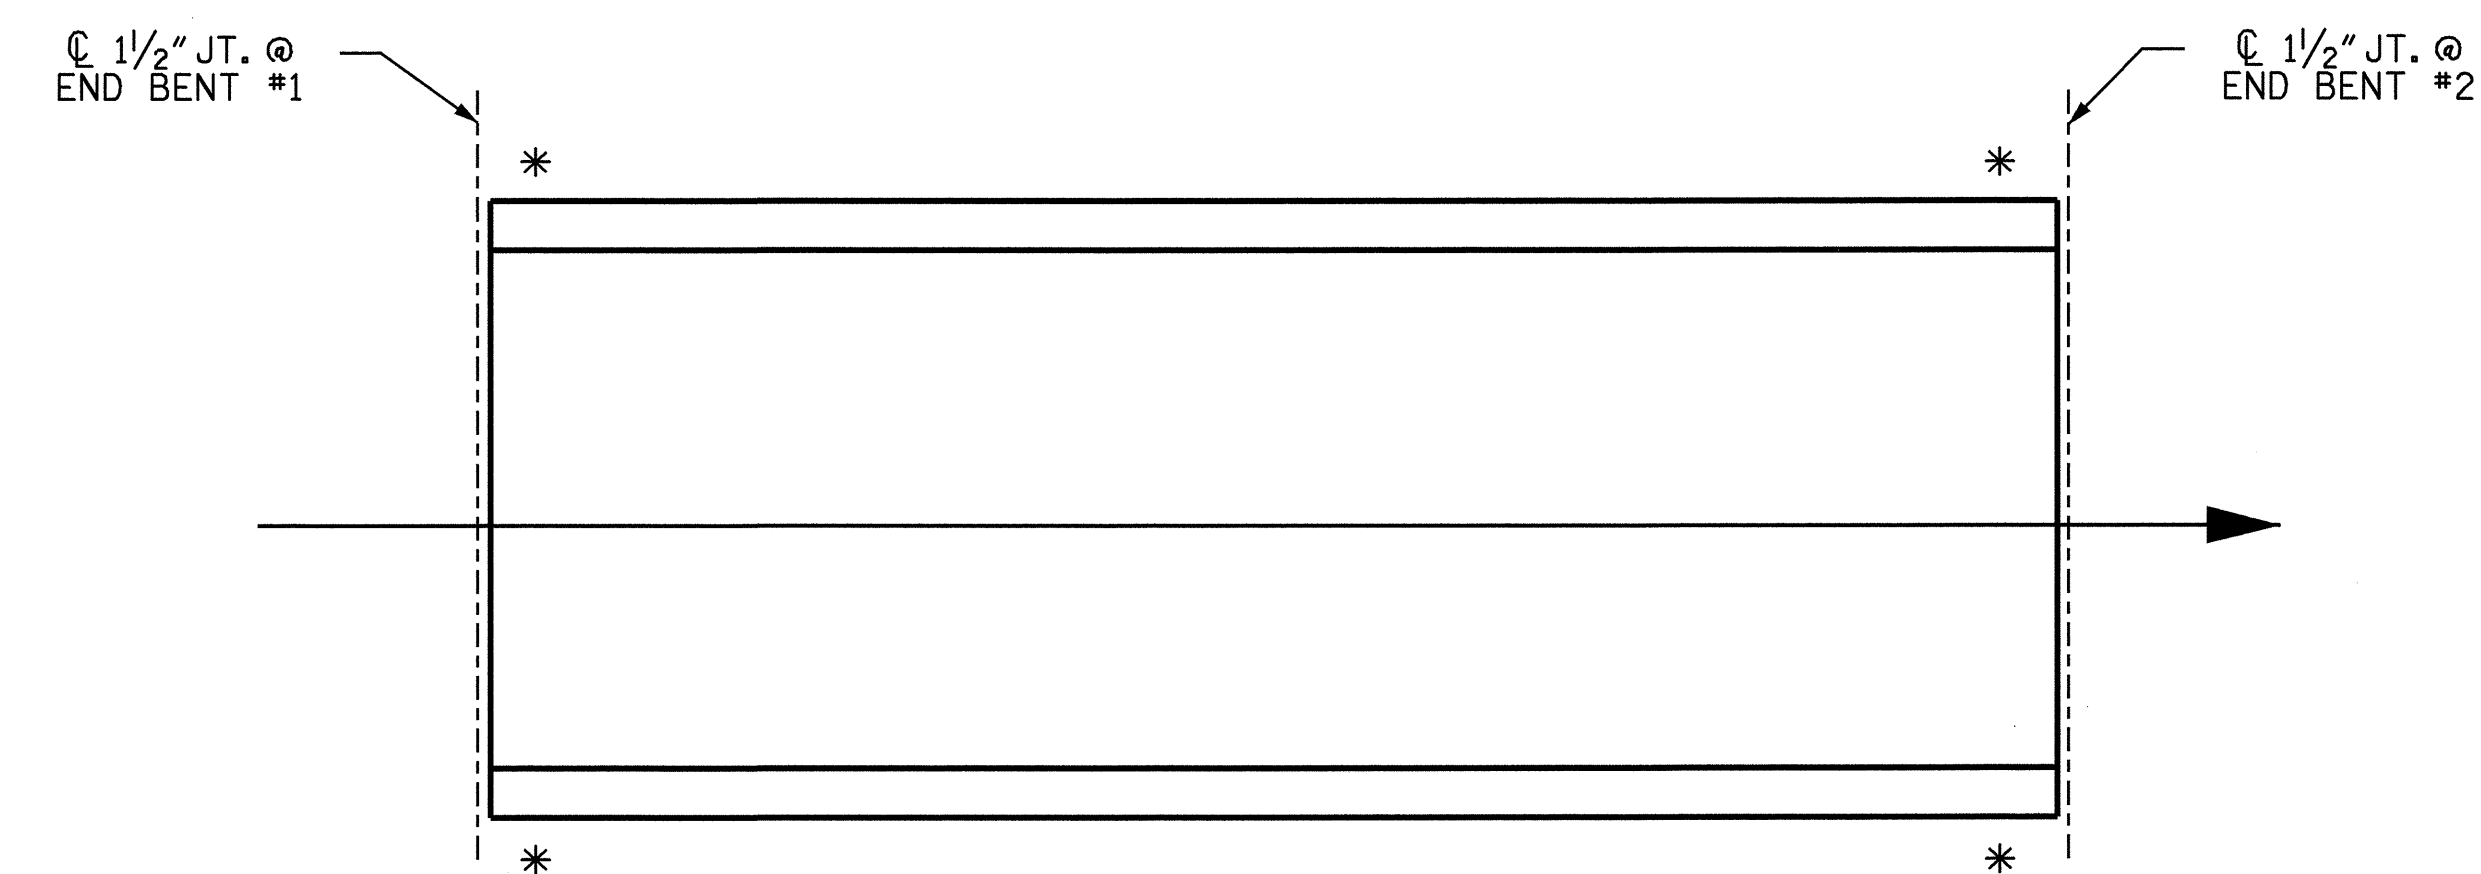 ℄ 1½" JT. @
END BENT #1
℄ 1½" JT. @
END BENT #2
*
*
*
*